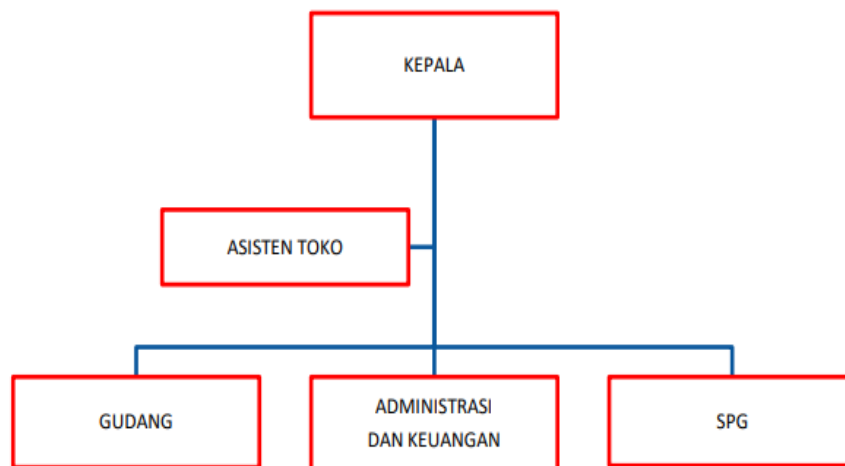 KEPALA
ASISTEN TOKO
GUDANG
ADMINISTRASI
DAN KEUANGAN
SPG